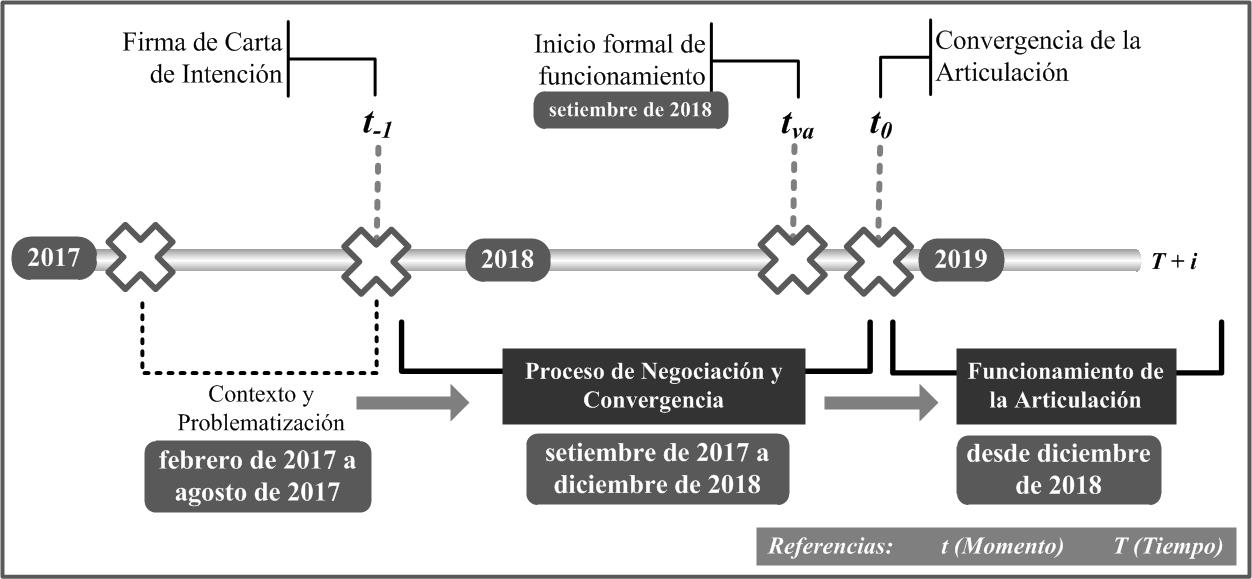 Firma de Carta
de Intención
Inicio formal de
funcionamiento
setiembre de 2018
Convergencia de la
Articulación
t-1
tva
t0
2017
2018
2019
T + i
Contexto y
Problematización
febrero de 2017 a
agosto de 2017
Proceso de Negociación y
Convergencia
setiembre de 2017 a
diciembre de 2018
Funcionamiento de
la Articulación
desde diciembre
de 2018
Referencias: t (Momento) T (Tiempo)